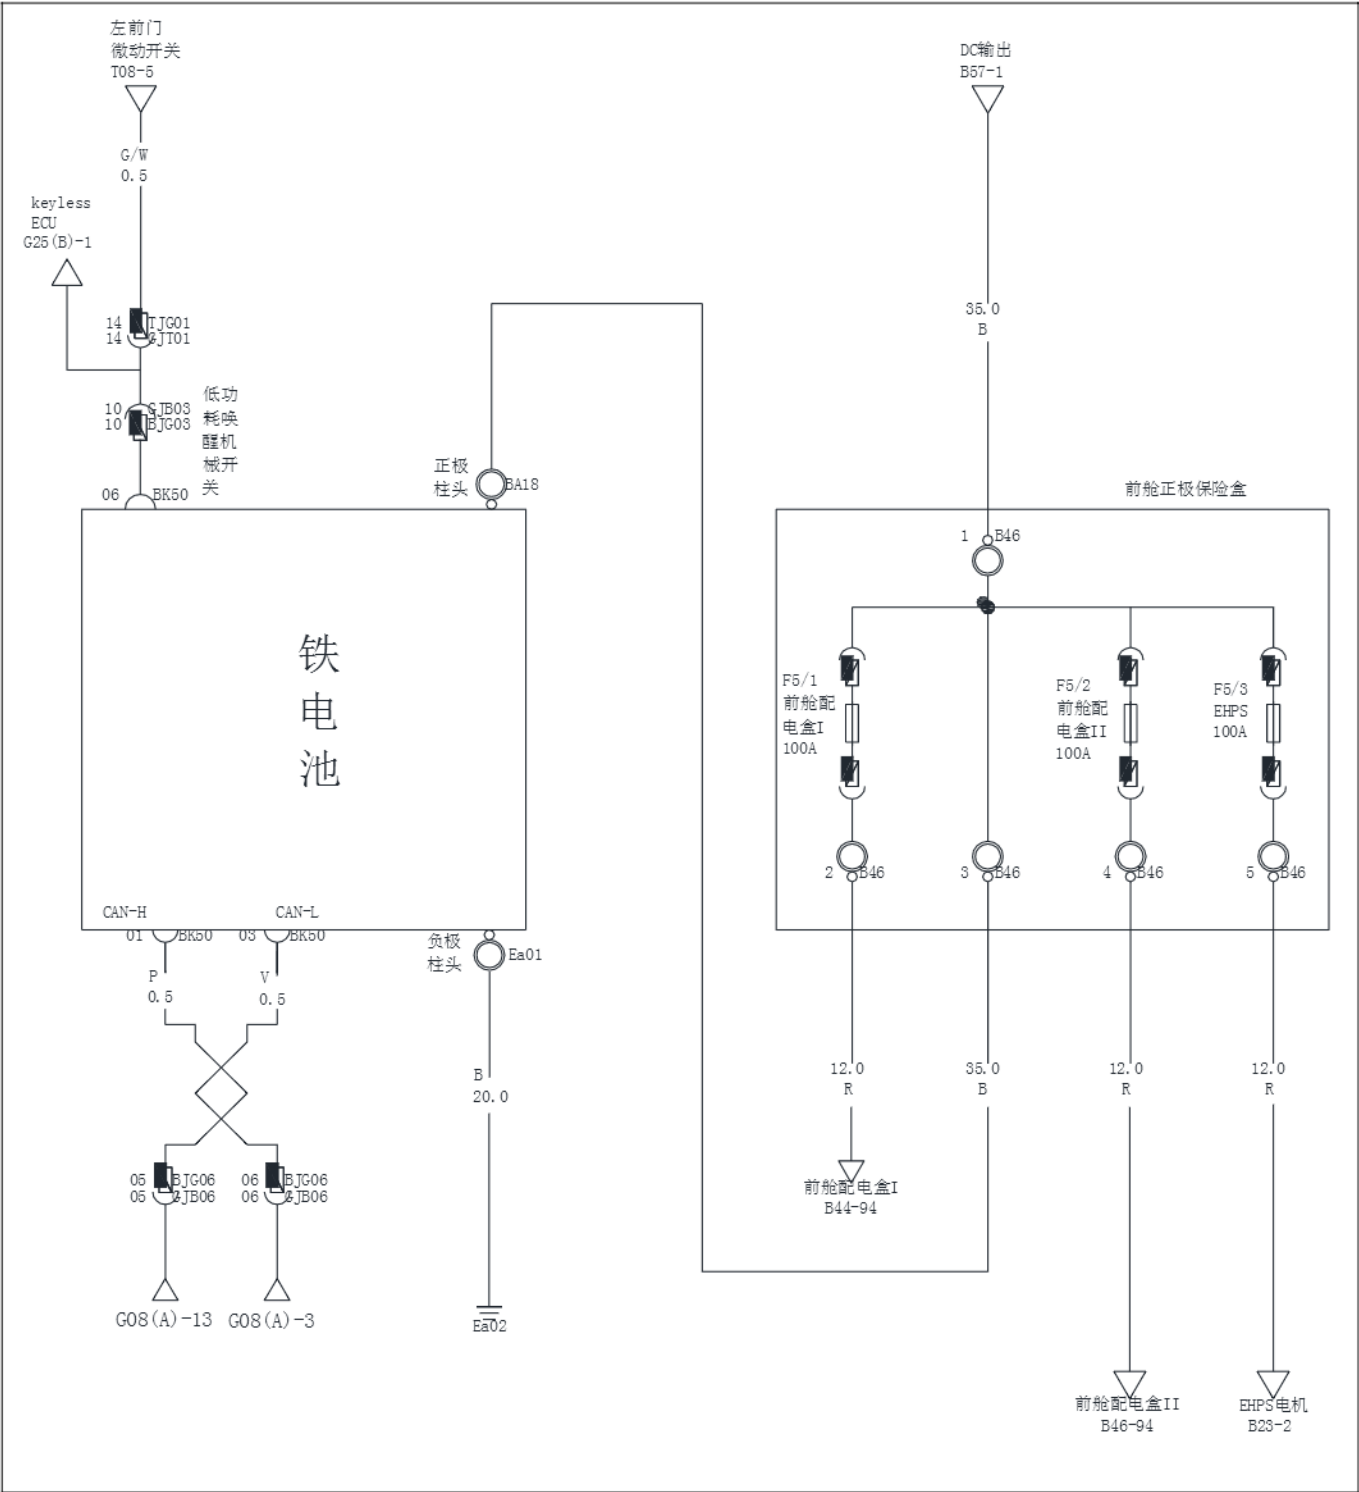 左前门
微动开关
T08-5
DC输出
B57-1
G/W
0.5
keyless
ECU
G25(B)-1
14 TJG01
14 GJT01
10 GJB03
10 BJG03
低功
耗唤
醒机
械开
关
06 BK50
正极
柱头
BA18
35.0
B
前舱正极保险盒
1 B46
铁
电
池
F5/1
前舱配
电盒I
100A
F5/2
前舱配
电盒II
100A
F5/3
EHPS
100A
2 B46
3 B46
4 B46
5 B46
CAN-H
CAN-L
01 BK50
03 BK50
负极
柱头
Ea01
P
0.5
V
0.5
B
20.0
12.0
R
35.0
B
12.0
R
12.0
R
05 BJG06
05 GJB06
06 BJG06
06 GJB06
前舱配电盒I
B44-94
G08(A)-13
G08(A)-3
Ea02
前舱配电盒II
B46-94
EHPS电机
B23-2